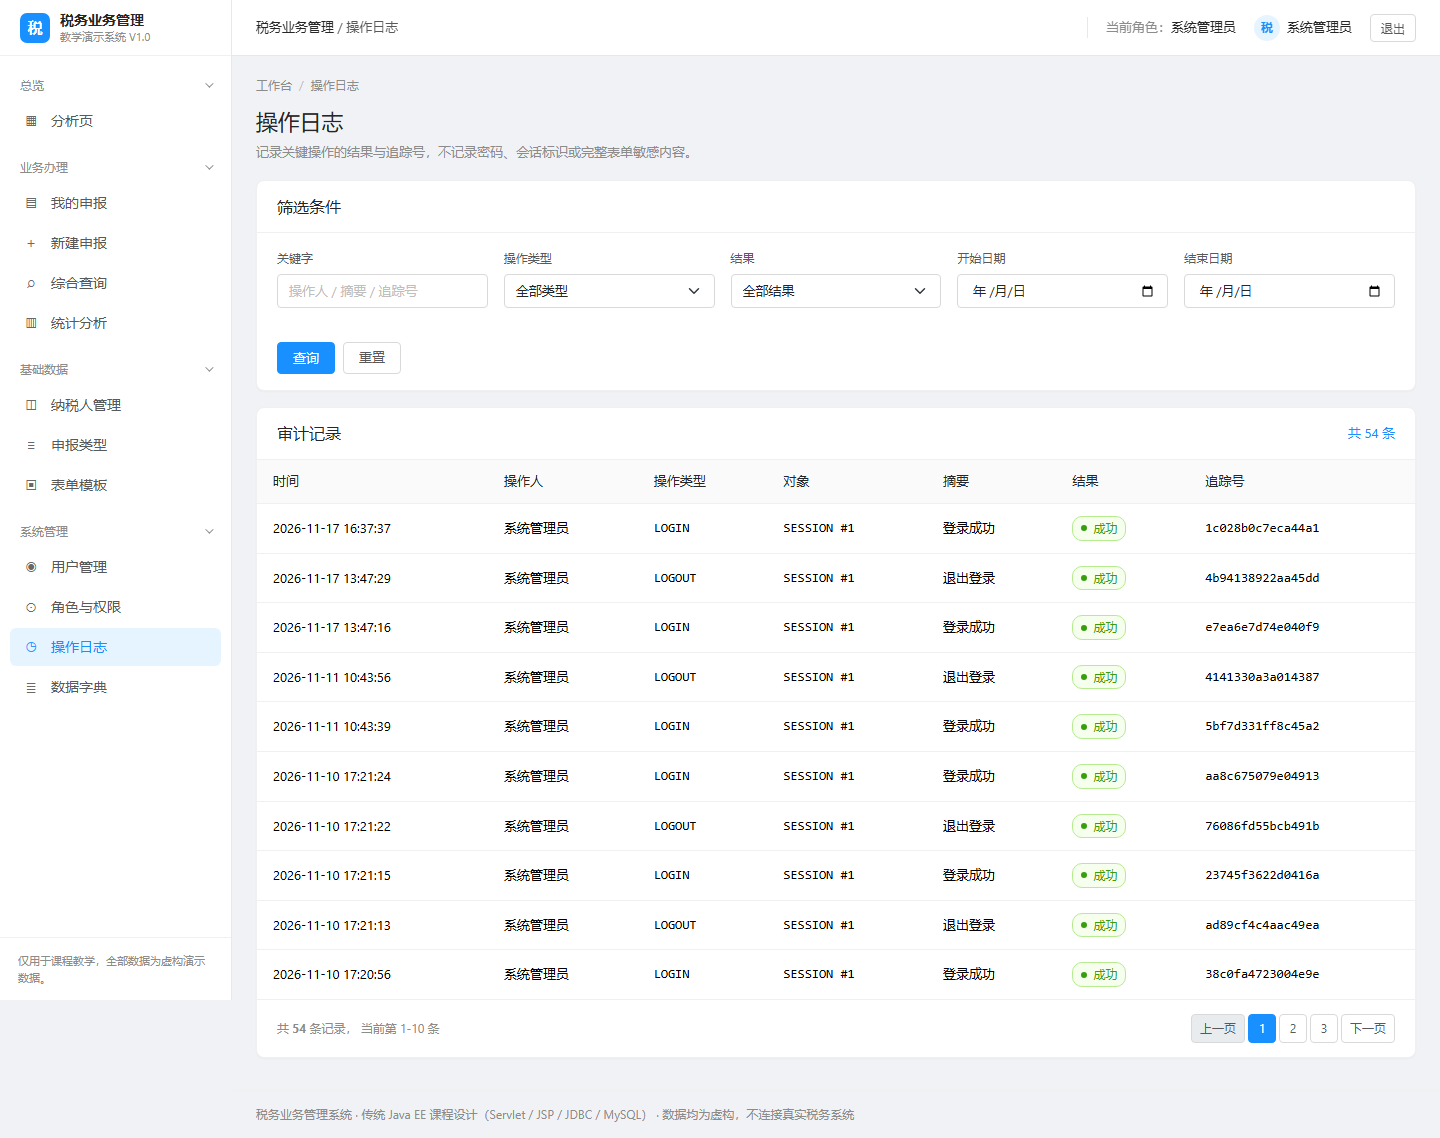 税 税务业务管理
教学演示系统 V1.0
税务业务管理 / 操作日志
当前角色：系统管理员 税 系统管理员 退出
总览
分析页
业务办理
我的申报
新建申报
综合查询
统计分析
基础数据
纳税人管理
申报类型
表单模板
系统管理
用户管理
角色与权限
操作日志
数据字典
仅用于课程教学，全部数据为虚构演示
数据。
工作台 / 操作日志
操作日志
记录关键操作的结果与追踪号，不记录密码、会话标识或完整表单敏感内容。
筛选条件
关键字 操作类型 结果 开始日期 结束日期
操作人 / 摘要 / 追踪号 全部类型 全部结果 年 /月/日 年 /月/日
查询 重置
审计记录 共 54 条
时间 操作人 操作类型 对象 摘要 结果 追踪号
2026-11-17 16:37:37 系统管理员 LOGIN SESSION #1 登录成功 成功 1c028b0c7eca44a1
2026-11-17 13:47:29 系统管理员 LOGOUT SESSION #1 退出登录 成功 4b94138922aa45dd
2026-11-17 13:47:16 系统管理员 LOGIN SESSION #1 登录成功 成功 e7ea6e7d74e040f9
2026-11-11 10:43:56 系统管理员 LOGOUT SESSION #1 退出登录 成功 4141330a3a014387
2026-11-11 10:43:39 系统管理员 LOGIN SESSION #1 登录成功 成功 5bf7d331ff8c45a2
2026-11-10 17:21:24 系统管理员 LOGIN SESSION #1 登录成功 成功 aa8c675079e04913
2026-11-10 17:21:22 系统管理员 LOGOUT SESSION #1 退出登录 成功 76086fd55bcb491b
2026-11-10 17:21:15 系统管理员 LOGIN SESSION #1 登录成功 成功 23745f3622d0416a
2026-11-10 17:21:13 系统管理员 LOGOUT SESSION #1 退出登录 成功 ad89cf4c4aac49ea
2026-11-10 17:20:56 系统管理员 LOGIN SESSION #1 登录成功 成功 38c0fa4723004e9e
共 54 条记录， 当前第 1-10 条 上一页 1 2 3 下一页
税务业务管理系统 · 传统 Java EE 课程设计（Servlet / JSP / JDBC / MySQL） · 数据均为虚构，不连接真实税务系统